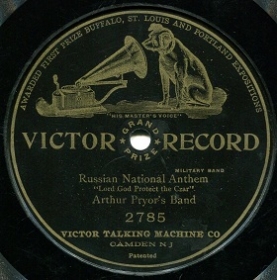 AWARDED FIRST PRIZE BUFFALO, ST. LOUIS AND PORTLAND EXPOSITIONS
"HIS MASTER'S VOICE"
VICTOR RECORD
GRAND PRIZE
MILITARY BAND
Russian National Anthem
"Lord God Protect the Czar"
Arthur Pryor's Band
2785
VICTOR TALKING MACHINE CO
CAMDEN N J
Patented